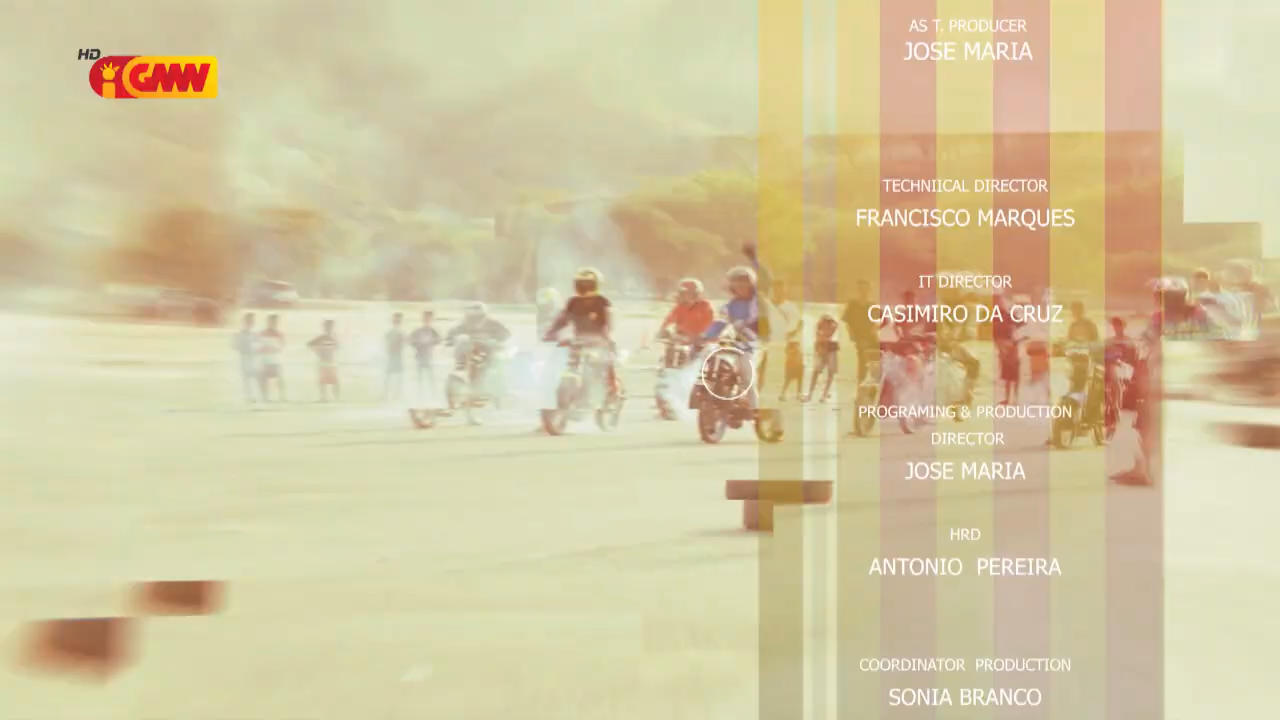 HD
GMN
AS T. PRODUCER
JOSE MARIA
TECHNIICAL DIRECTOR
FRANCISCO MARQUES
IT DIRECTOR
CASIMIRO DA CRUZ
PROGRAMING & PRODUCTION
DIRECTOR
JOSE MARIA
HRD
ANTONIO PEREIRA
COORDINATOR PRODUCTION
SONIA BRANCO